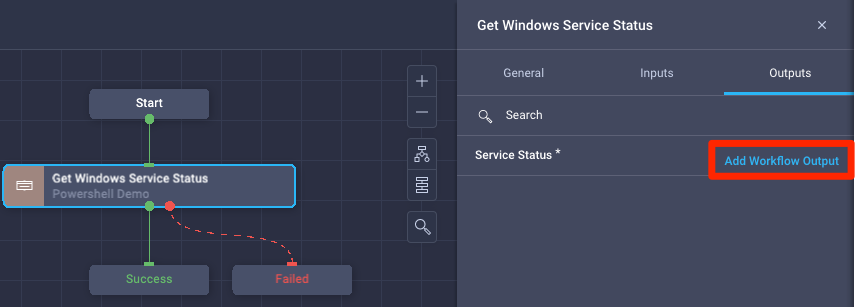 Start
Get Windows Service Status
Powershell Demo
Success
Failed
Get Windows Service Status
General
Inputs
Outputs
Search
Service Status *
Add Workflow Output